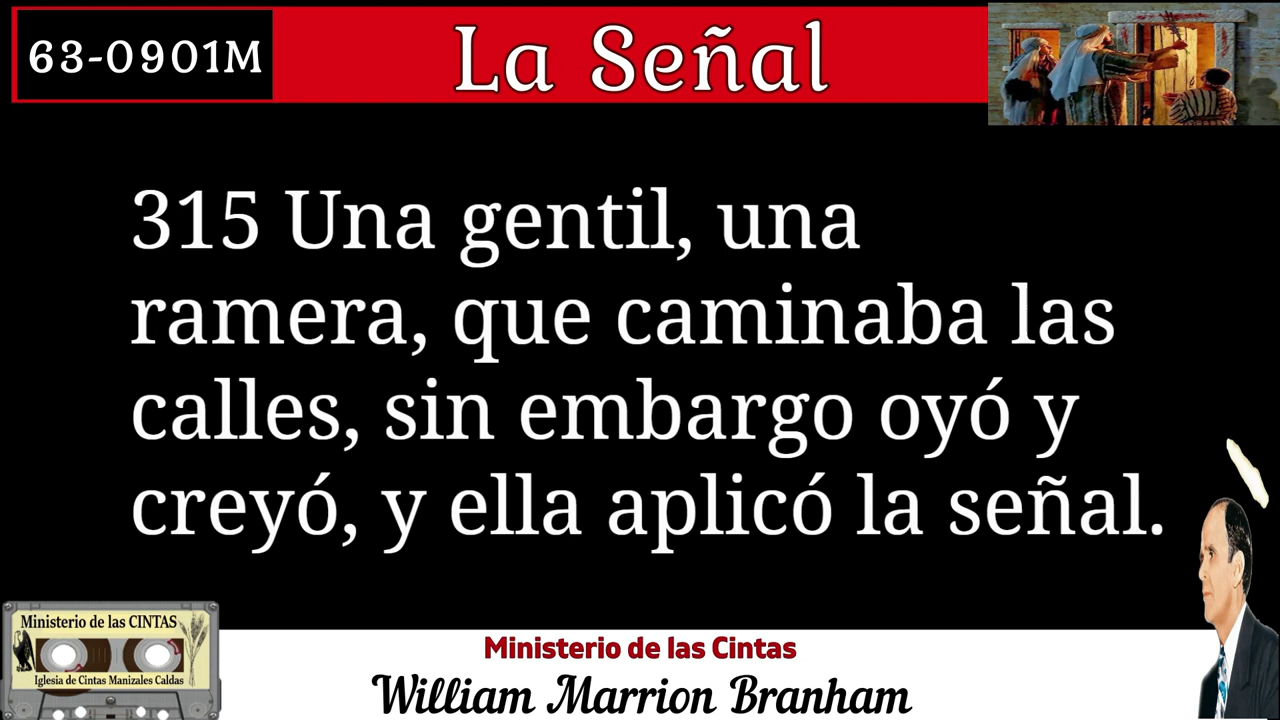 63-0901M
La Señal
315 Una gentil, una
ramera, que caminaba las
calles, sin embargo oyó y
creyó, y ella aplicó la señal.
Ministerio de las CINTAS
Iglesia de Cintas Manizales Caldas
Ministerio de las Cintas
William Marrion Branham